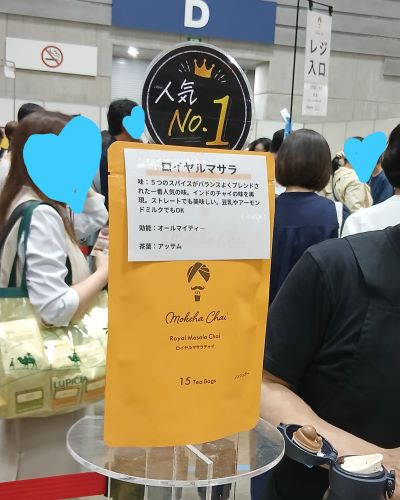 D
レジ
入口
人気
No.1
ロイヤルマサラ
味：５つのスパイスがバランスよくブレンドされ
た一番人気の味。インドのチャイの味を再
現。ストレートでも美味しい。豆乳やアーモン
ドミルクでもOK
効能：オールマイティ―
茶葉：アッサム
Moksha Chai
Royal Masala Chai
ロイヤルマサラチャイ
15 Tea Bags
LUPICIA